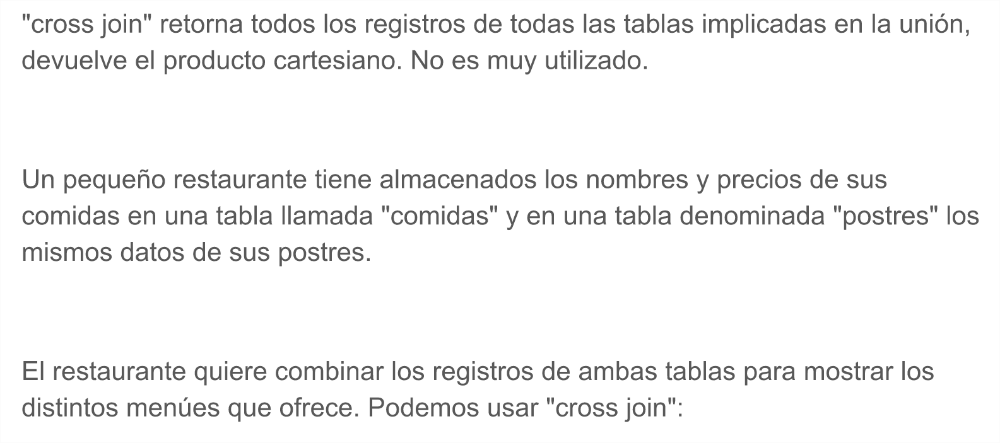 "cross join" retorna todos los registros de todas las tablas implicadas en la unión,
devuelve el producto cartesiano. No es muy utilizado.
Un pequeño restaurante tiene almacenados los nombres y precios de sus
comidas en una tabla llamada "comidas" y en una tabla denominada "postres" los
mismos datos de sus postres.
El restaurante quiere combinar los registros de ambas tablas para mostrar los
distintos menúes que ofrece. Podemos usar "cross join":